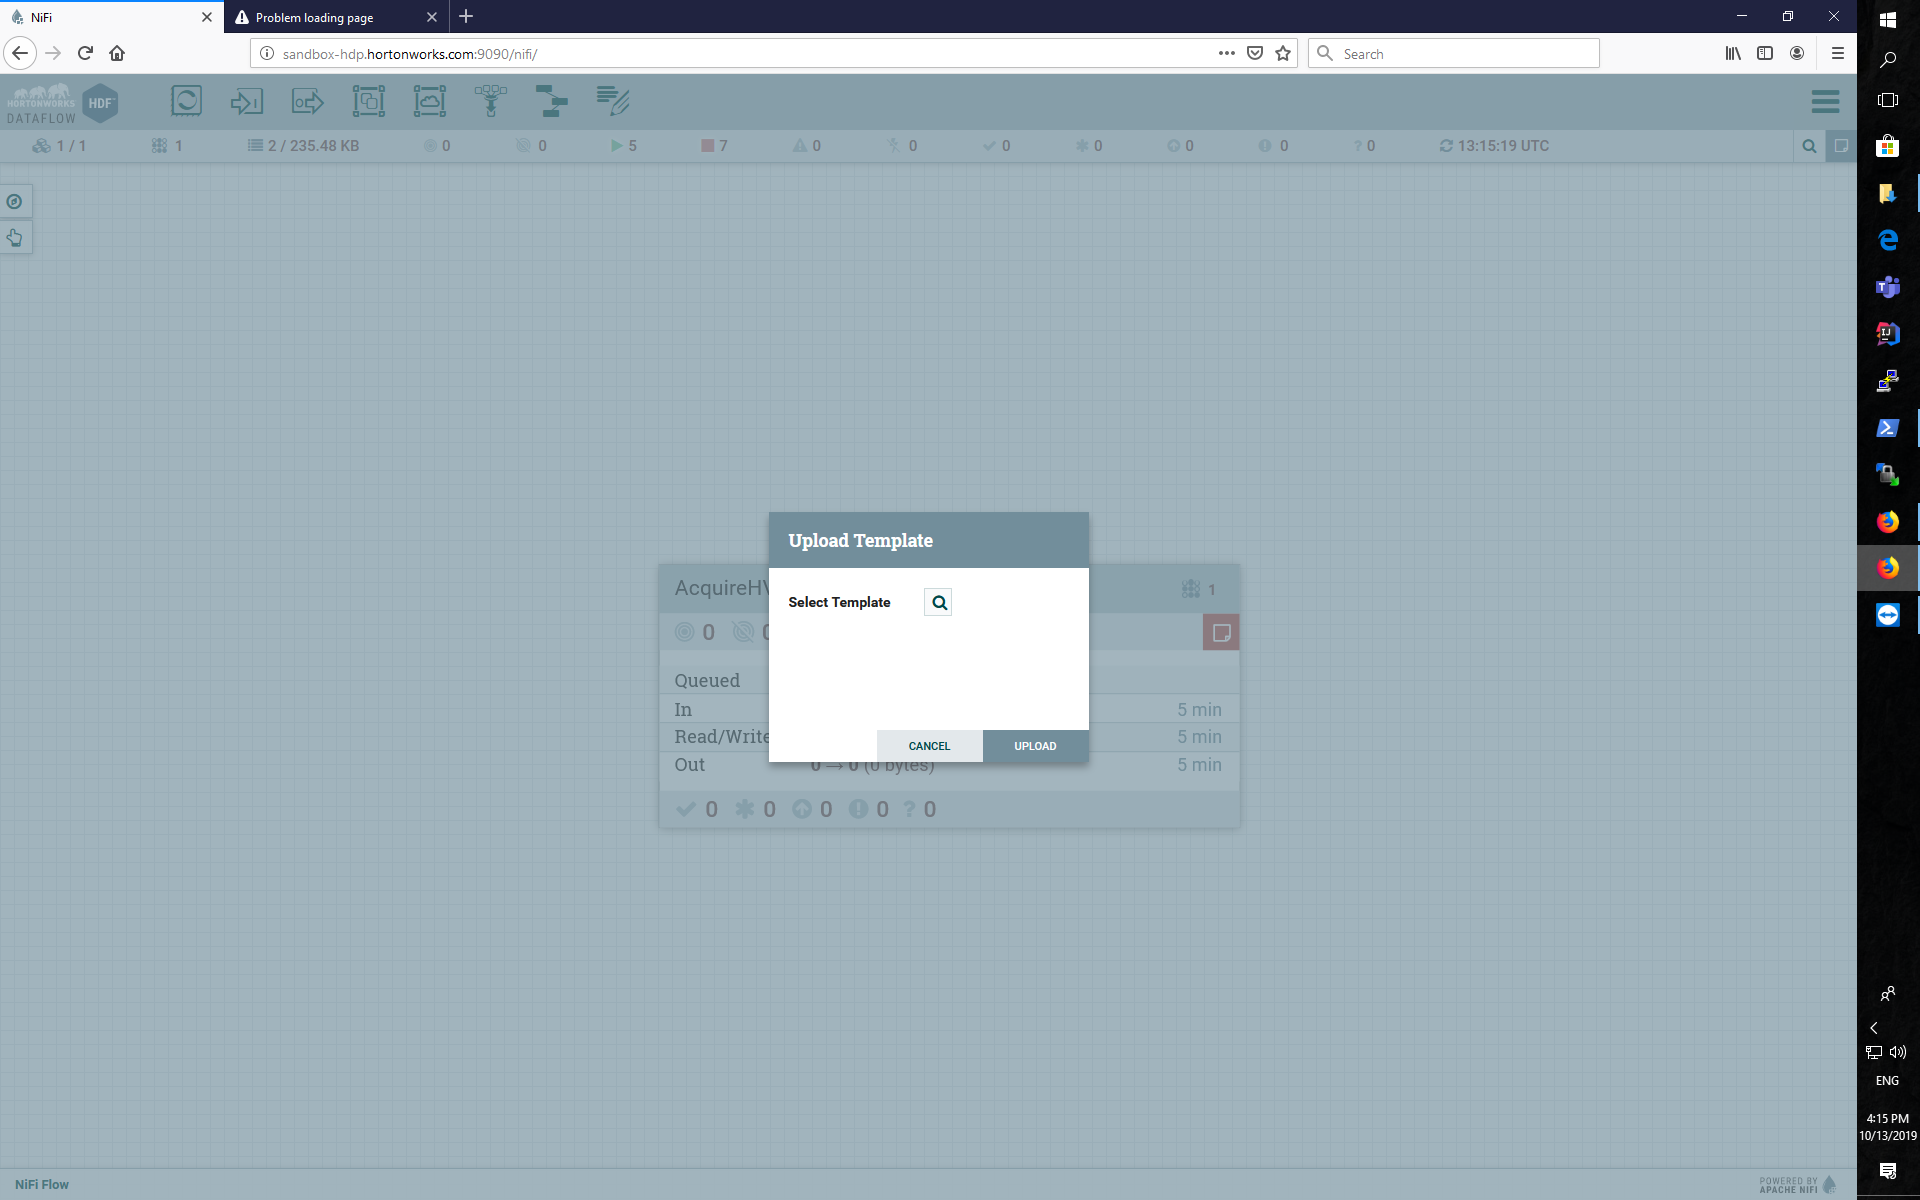 NiFi
Problem loading page
sandbox-hdp.hortonworks.com:9090/nifi/
Search
HORTONWORKS
DATAFLOW
HDF
1 / 1
1
2 / 235.48 KB
0
0
5
7
0
0
0
0
0
0
0
13:15:19 UTC
Upload Template
Select Template
CANCEL
UPLOAD
AcquireHV
1
0
0
Queued
In
5 min
Read/Write
5 min
Out
0 → 0 (0 bytes)
5 min
0
0
0
0
0
ENG
4:15 PM
10/13/2019
NiFi Flow
POWERED BY
APACHE NIFI